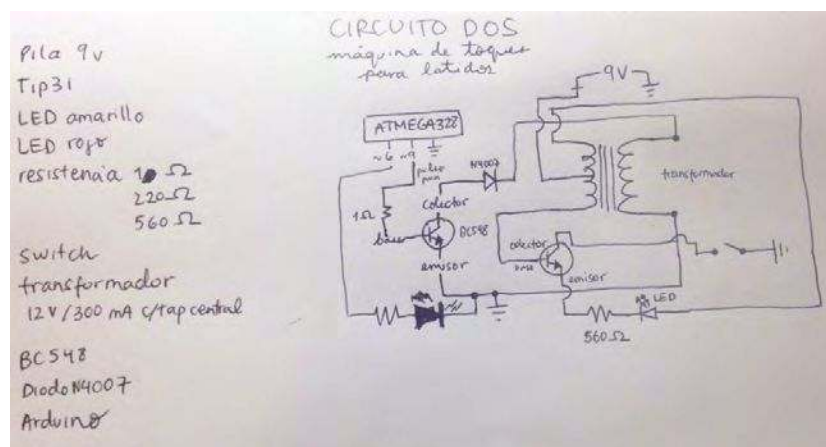 CIRCUITO DOS
máquina de toques
para latidos
Pila 9v
Tip31
LED amarillo
LED rojo
resistencia 1 Ω
220 Ω
560 Ω
switch
transformador
12V/300 mA c/tap central
BC548
Diodo N4007
Arduino
9V
ATMEGA328
~6 ~9
pulso
pwm
N4007
colector
1Ω
base
BC548
emisor
transformador
colector
base
emisor
LED
560 Ω